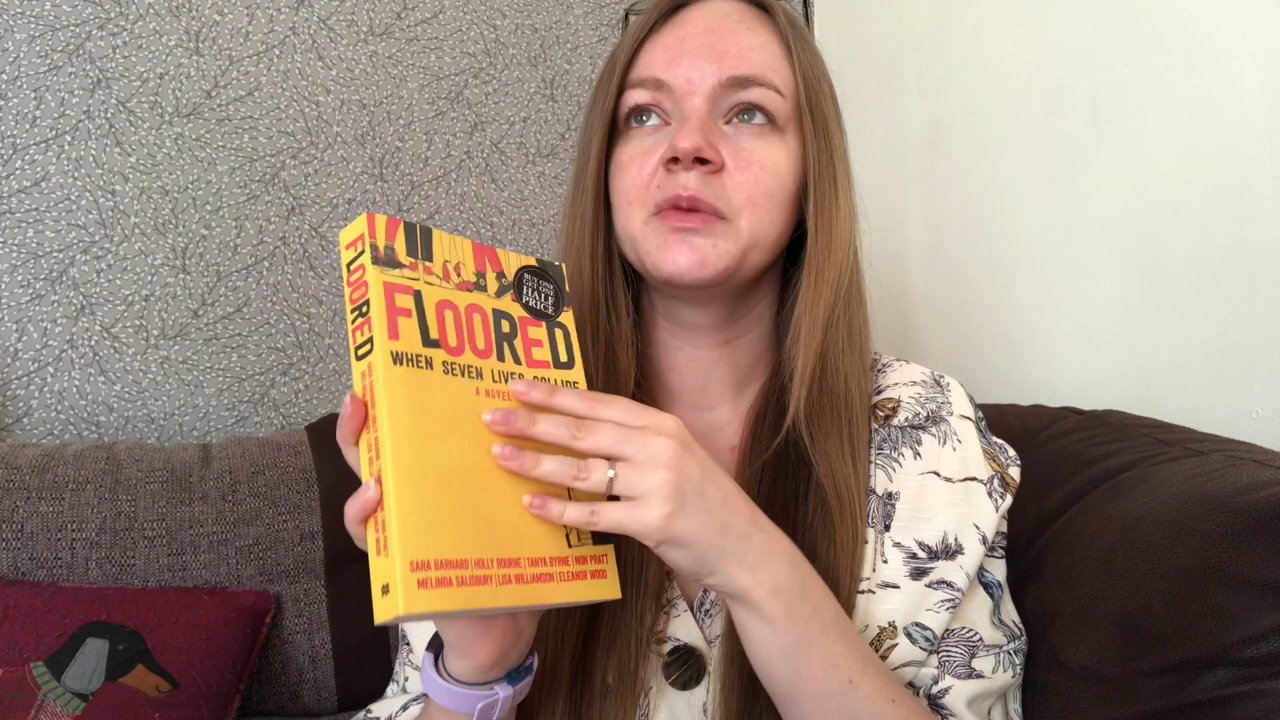 BUY ONE
GET ONE
HALF
PRICE
FLOORED
WHEN SEVEN LIVES COLLIDE
A NOVEL
SARA BARNARD | HOLLY BOURNE | TANYA BYRNE | NON PRATT
MELINDA SALISBURY | LISA WILLIAMSON | ELEANOR WOOD
FLOORED